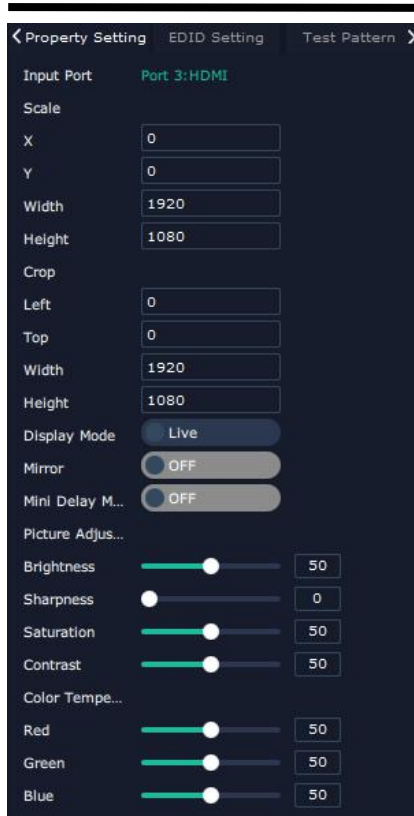 Property Setting EDID Setting Test Pattern
Input Port Port 3:HDMI
Scale
X 0
Y 0
Width 1920
Height 1080
Crop
Left 0
Top 0
Width 1920
Height 1080
Display Mode Live
Mirror OFF
Mini Delay M... OFF
Picture Adjus...
Brightness 50
Sharpness 0
Saturation 50
Contrast 50
Color Tempe...
Red 50
Green 50
Blue 50